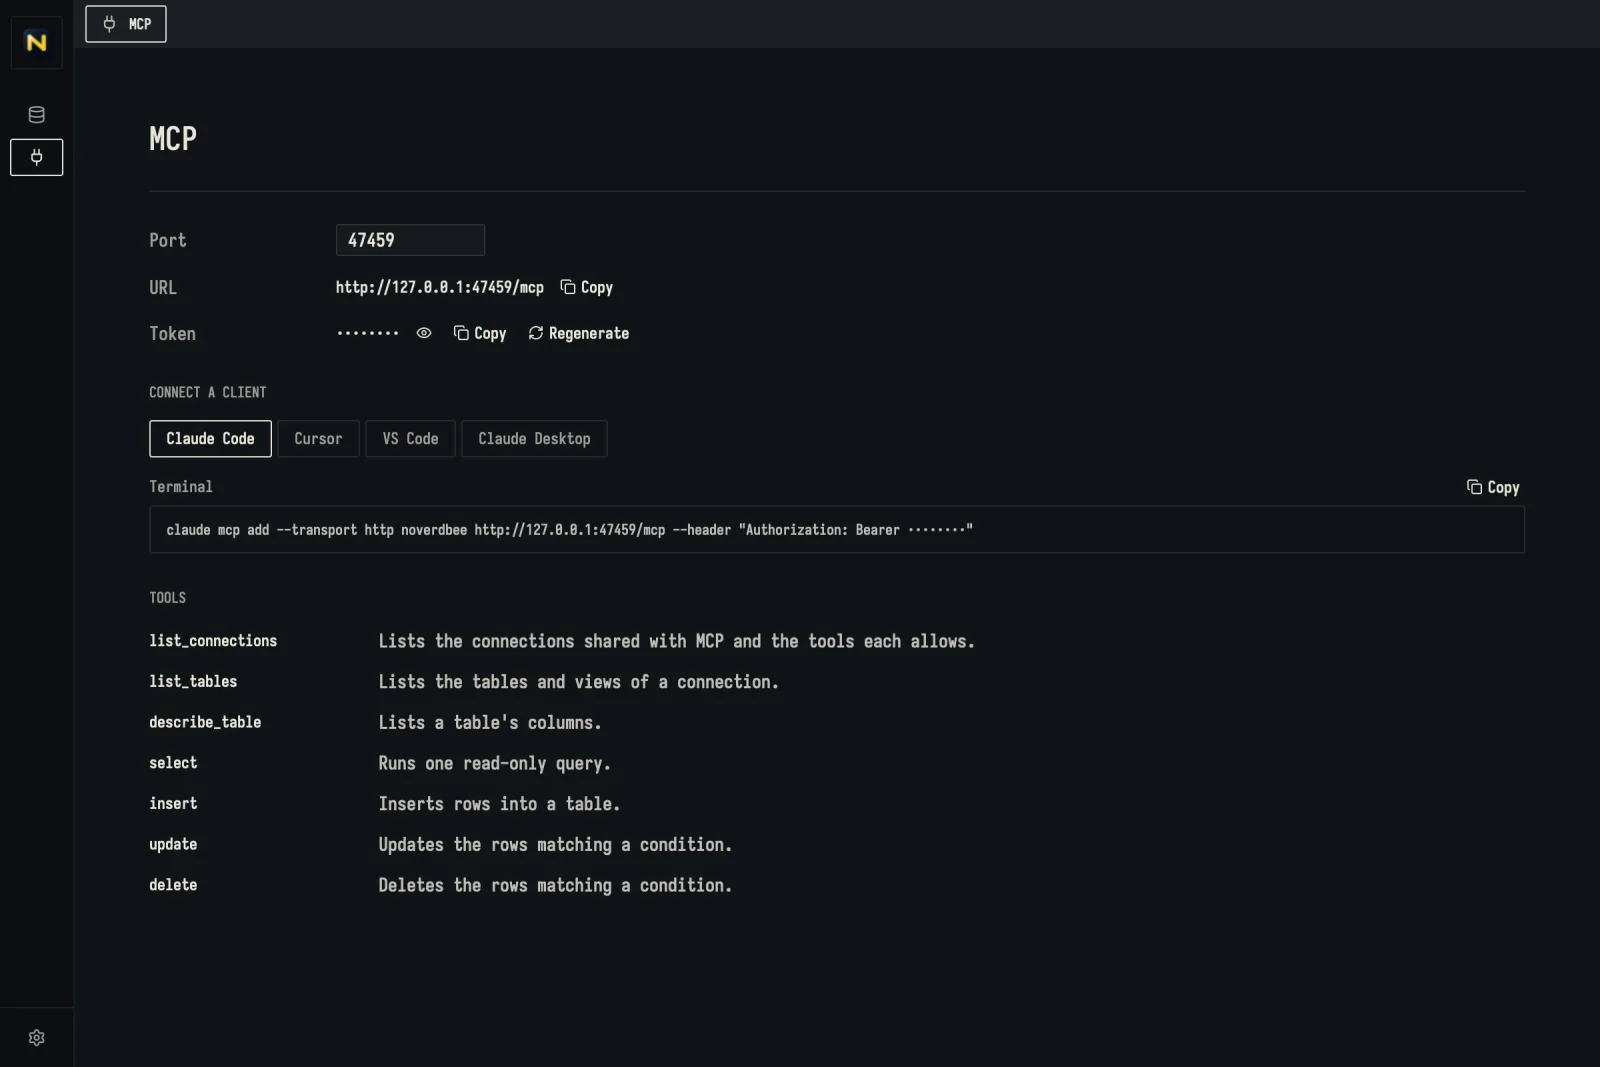 N
MCP
MCP
Port 47459
URL http://127.0.0.1:47459/mcp Copy
Token •••••••• Copy Regenerate
CONNECT A CLIENT
Claude Code Cursor VS Code Claude Desktop
Terminal Copy
claude mcp add --transport http noverdbee http://127.0.0.1:47459/mcp --header "Authorization: Bearer ••••••••"
TOOLS
list_connections Lists the connections shared with MCP and the tools each allows.
list_tables Lists the tables and views of a connection.
describe_table Lists a table's columns.
select Runs one read-only query.
insert Inserts rows into a table.
update Updates the rows matching a condition.
delete Deletes the rows matching a condition.